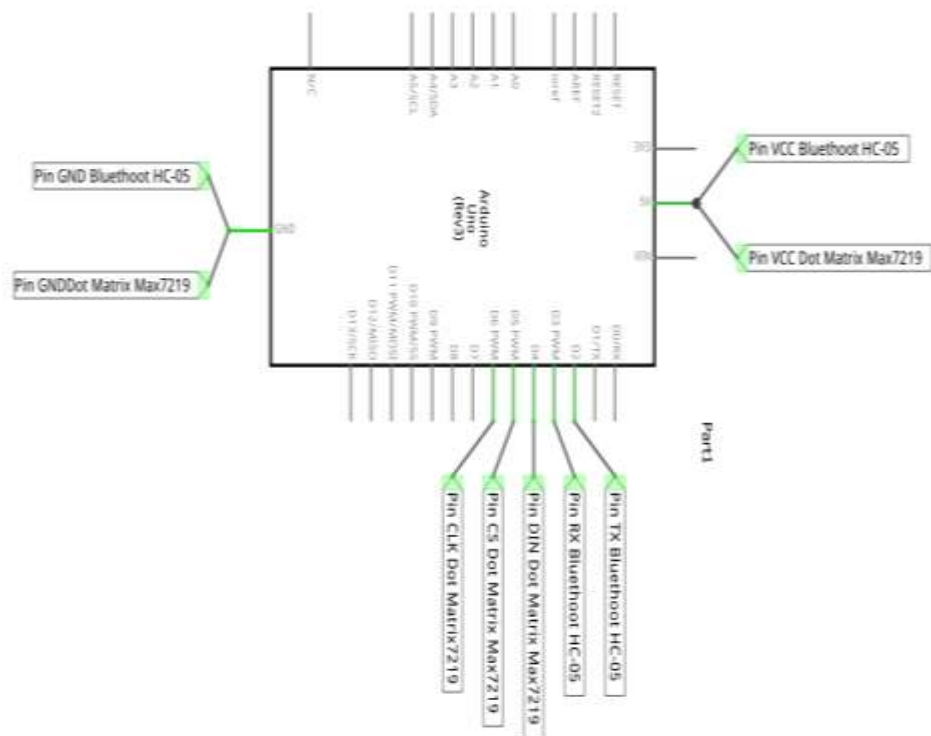 N/C
A5/SCL
A4/SDA
A3
A2
A1
A0
ioref
AREF
RESET2
RESET
Pin GND Bluethoot HC-05
Pin GNDDot Matrix Max7219
GND
Arduino
Uno
(Rev3)
5V
Pin VCC Bluethoot HC-05
Pin VCC Dot Matrix Max7219
D13/SCK
D12/MISO
D11 PWM/MOSI
D10 PWM/SS
D9 PWM
D8
D7
D6 PWM
D5 PWM
D4
D3 PWM
D2
D1/TX
D0/RX
Part1
Pin CLK Dot Matrix7219
Pin CS Dot Matrix Max7219
Pin DIN Dot Matrix Max7219
Pin RX Bluethoot HC-05
Pin TX Bluethoot HC-05